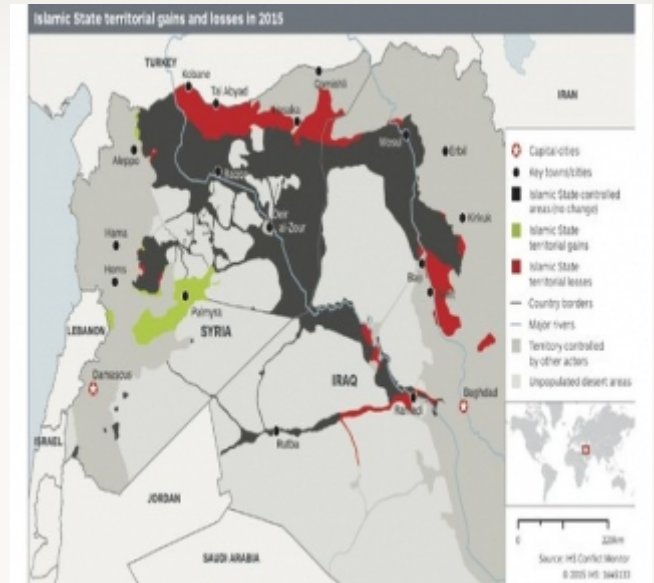 Islamic State territorial gains and losses in 2015
TURKEY
Kobane
Tal Abyad
Qamishli
IRAN
Mosul
Erbil
Aleppo
Raqqa
Kirkuk
Deir
al-Zour
Hama
Homs
Baiji
Palmyra
LEBANON
SYRIA
Damascus
IRAQ
Baghdad
Ramadi
ISRAEL
Rutba
JORDAN
SAUDI ARABIA
Capital cities
Key towns/cities
Islamic State controlled
areas (no change)
Islamic State
territorial gains
Islamic State
territorial losses
Country borders
Major rivers
Territory controlled
by other actors
Unpopulated desert areas
0
Source: IHS Conflict Monitor
© 2015 IHS